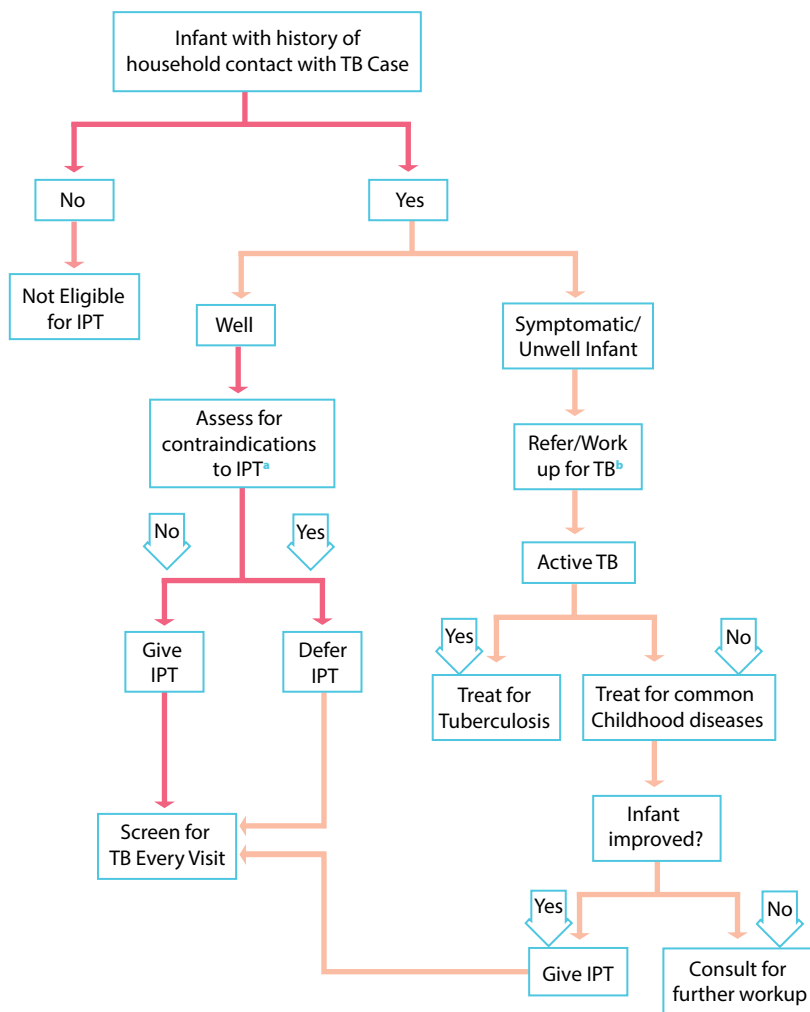 Infant with history of
household contact with TB Case
No
Yes
Not Eligible
for IPT
Well
Symptomatic/
Unwell Infant
Assess for
contraindications
to IPTᵃ
Refer/Work
up for TBᵇ
No
Yes
Active TB
Give
IPT
Defer
IPT
Yes
No
Treat for
Tuberculosis
Treat for common
Childhood diseases
Screen for
TB Every Visit
Infant
improved?
Yes
No
Give IPT
Consult for
further workup